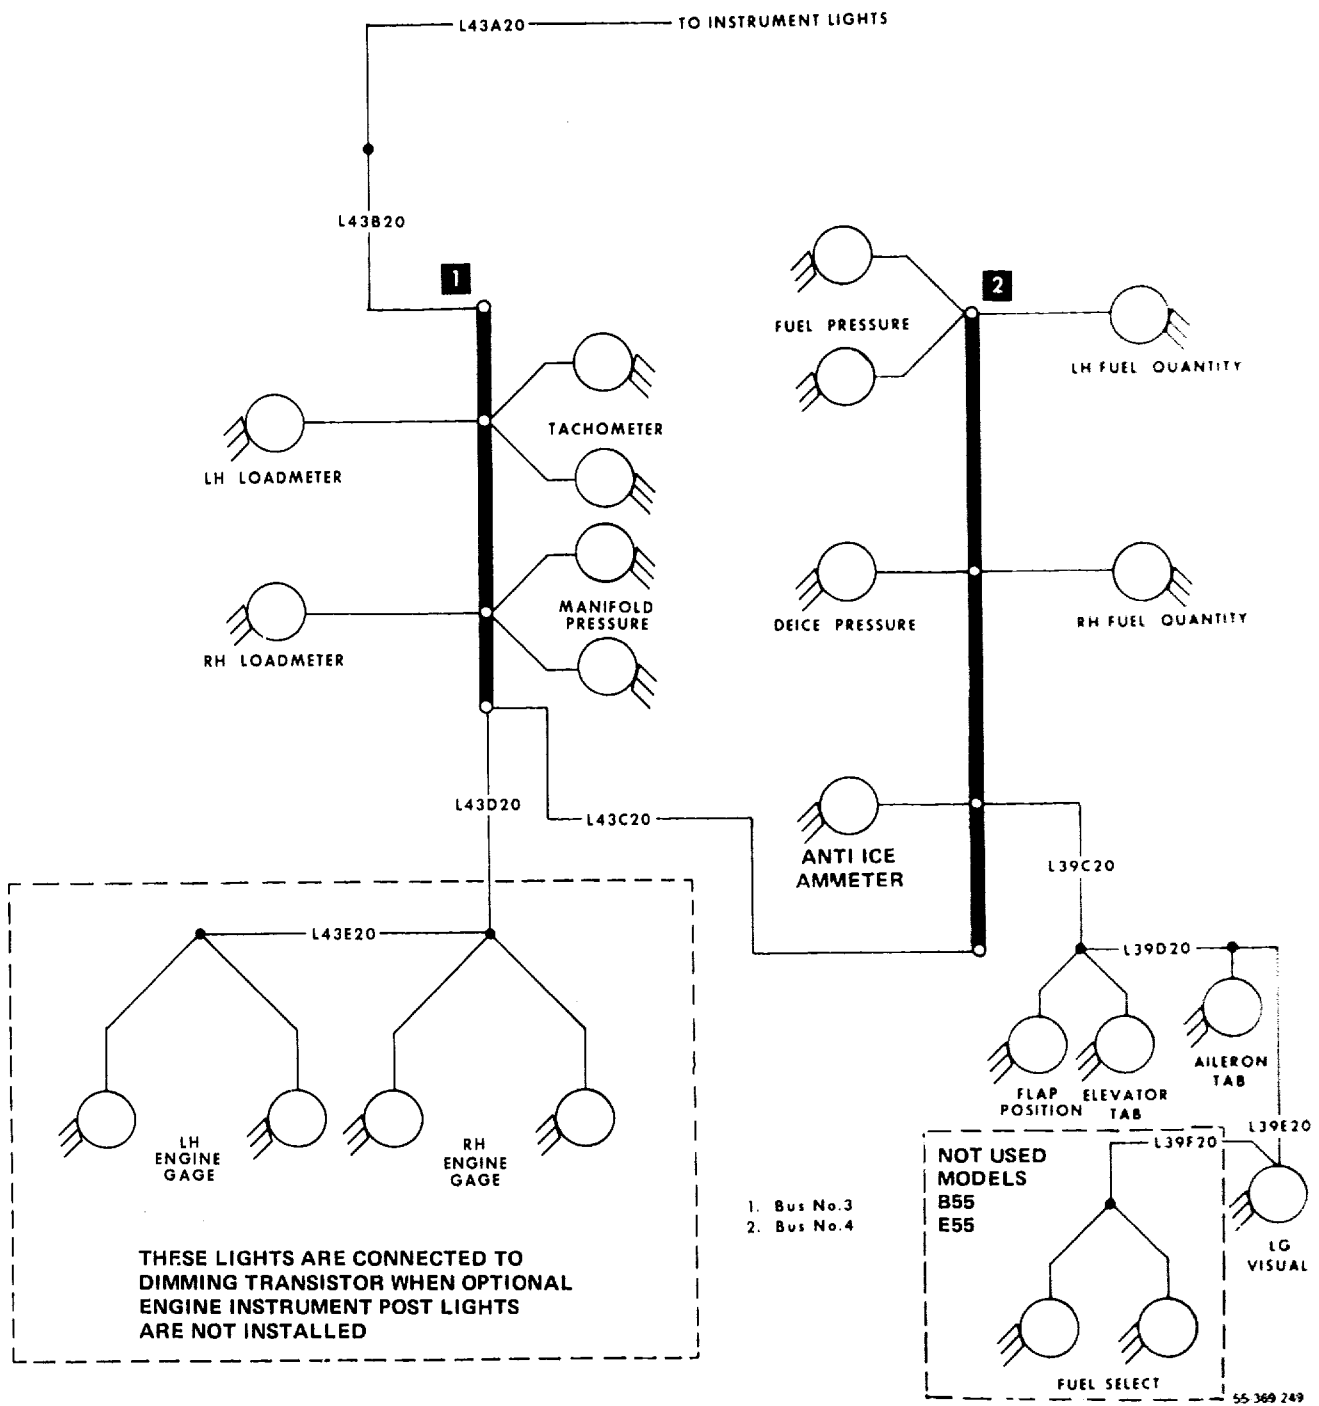 L43A20
TO INSTRUMENT LIGHTS
L43B20
1
2
FUEL PRESSURE
LH FUEL QUANTITY
TACHOMETER
LH LOADMETER
MANIFOLD
PRESSURE
RH LOADMETER
DEICE PRESSURE
RH FUEL QUANTITY
L43D20
L43C20
ANTI ICE
AMMETER
L39C20
L43E20
L39D20
AILERON
TAB
FLAP
POSITION
ELEVATOR
TAB
L39E20
L39F20
LH
ENGINE
GAGE
RH
ENGINE
GAGE
NOT USED
MODELS
B55
E55
1. Bus No.3
2. Bus No.4
LG
VISUAL
THESE LIGHTS ARE CONNECTED TO
DIMMING TRANSISTOR WHEN OPTIONAL
ENGINE INSTRUMENT POST LIGHTS
ARE NOT INSTALLED
FUEL SELECT
55-369 249